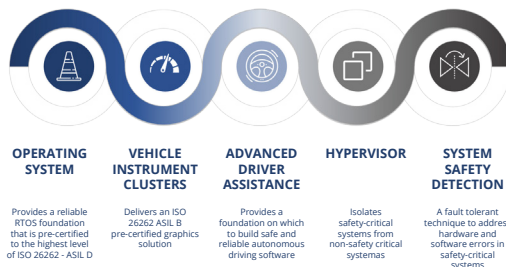 OPERATING
SYSTEM
Provides a reliable
RTOS foundation
that is pre-certified
to the highest level
of ISO 26262 - ASIL D
VEHICLE
INSTRUMENT
CLUSTERS
Delivers an ISO
26262 ASIL B
pre-certified graphics
solution
ADVANCED
DRIVER
ASSISTANCE
Provides a
foundation on which
to build safe and
reliable autonomous
driving software
HYPERVISOR
Isolates
safety-critical
systems from
non-safety critical
systemas
SYSTEM
SAFETY
DETECTION
A fault tolerant
technique to address
hardware and
software errors in
safety-critical
systems